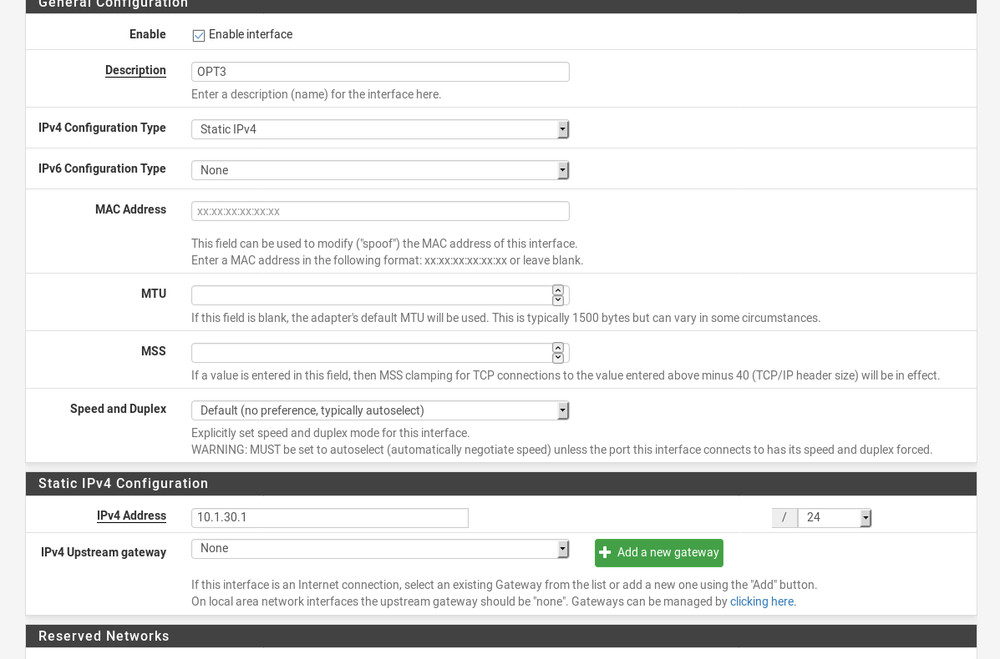 General Configuration
Enable Enable interface
Description OPT3
Enter a description (name) for the interface here.
IPv4 Configuration Type Static IPv4
IPv6 Configuration Type None
MAC Address xx:xx:xx:xx:xx:xx
This field can be used to modify ("spoof") the MAC address of this interface.
Enter a MAC address in the following format: xx:xx:xx:xx:xx:xx or leave blank.
MTU
If this field is blank, the adapter's default MTU will be used. This is typically 1500 bytes but can vary in some circumstances.
MSS
If a value is entered in this field, then MSS clamping for TCP connections to the value entered above minus 40 (TCP/IP header size) will be in effect.
Speed and Duplex Default (no preference, typically autoselect)
Explicitly set speed and duplex mode for this interface.
WARNING: MUST be set to autoselect (automatically negotiate speed) unless the port this interface connects to has its speed and duplex forced.
Static IPv4 Configuration
IPv4 Address 10.1.30.1 / 24
IPv4 Upstream gateway None Add a new gateway
If this interface is an Internet connection, select an existing Gateway from the list or add a new one using the "Add" button.
On local area network interfaces the upstream gateway should be "none". Gateways can be managed by clicking here.
Reserved Networks